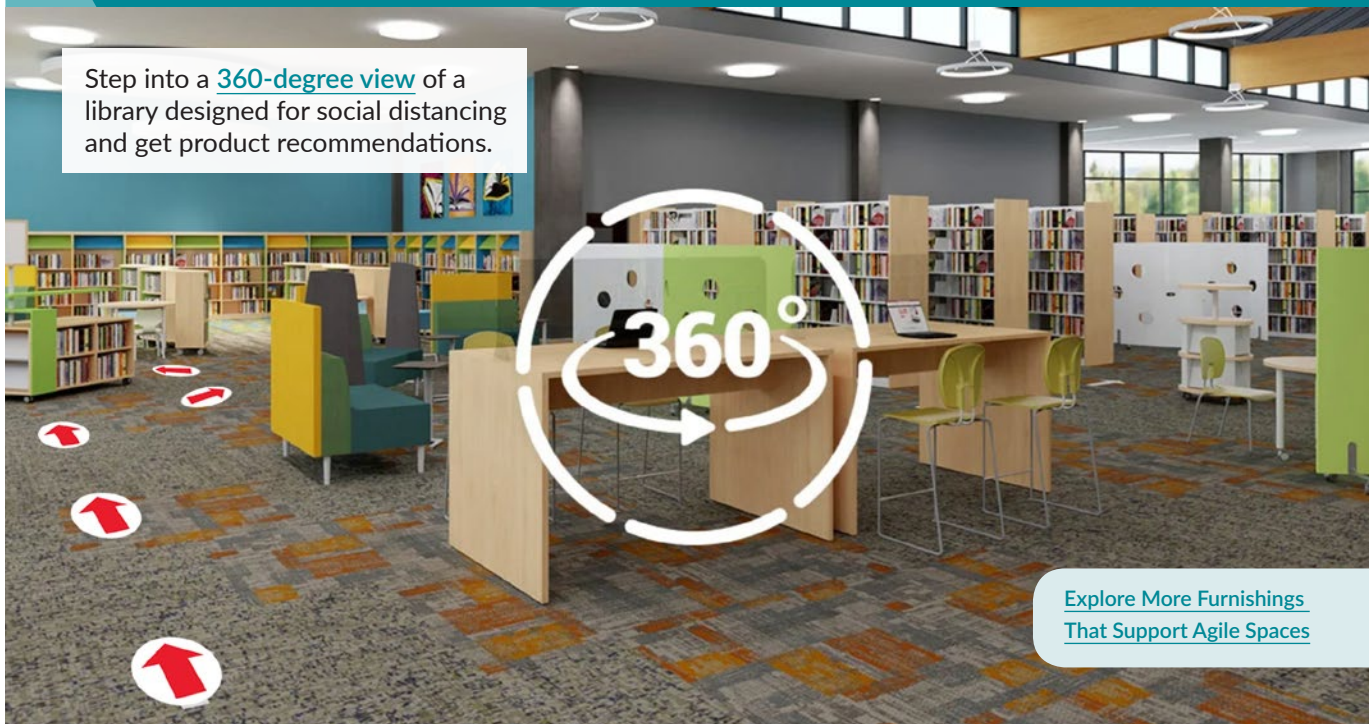 Step into a 360-degree view of a
library designed for social distancing
and get product recommendations.
360°
Explore More Furnishings
That Support Agile Spaces